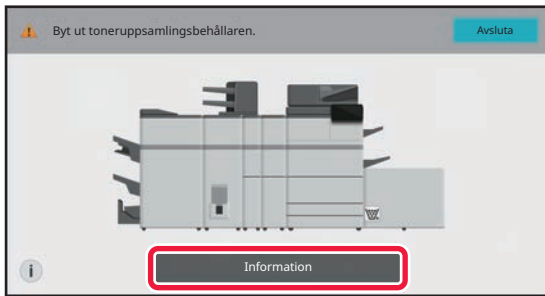 Byt ut toneruppsamlingsbehållaren.
Avsluta
i
Information